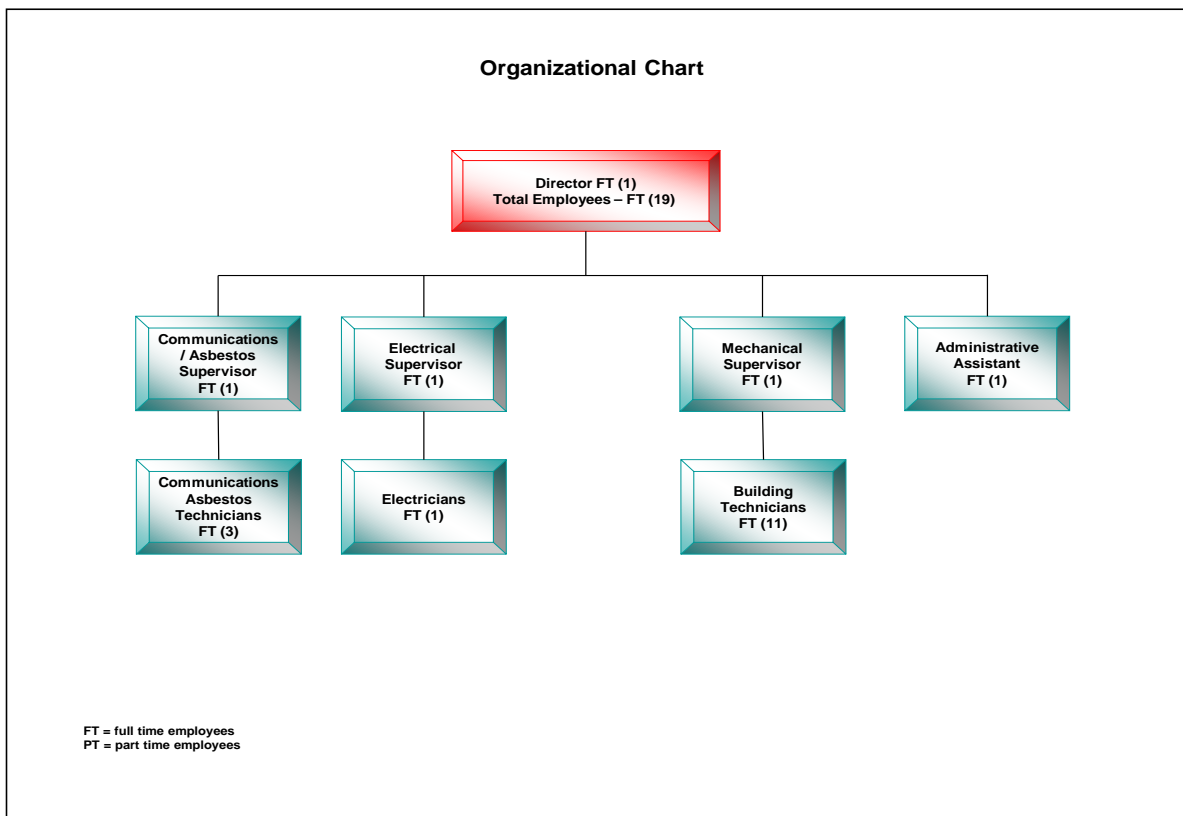 Organizational Chart
Director FT (1)
Total Employees – FT (19)
Communications
/ Asbestos
Supervisor
FT (1)
Electrical
Supervisor
FT (1)
Mechanical
Supervisor
FT (1)
Administrative
Assistant
FT (1)
Communications
Asbestos
Technicians
FT (3)
Electricians
FT (1)
Building
Technicians
FT (11)
FT = full time employees
PT = part time employees